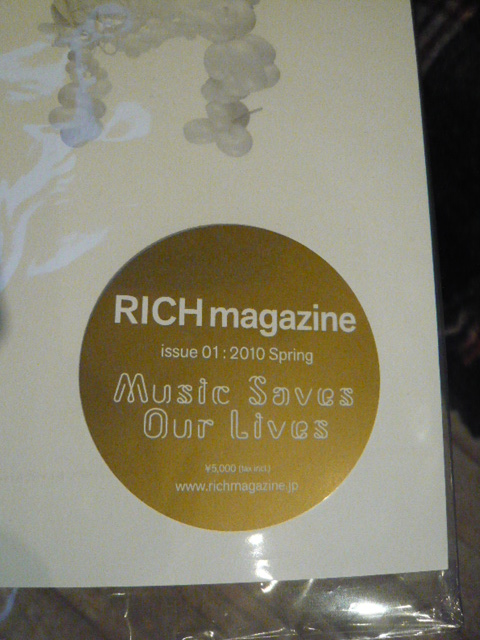 RICH magazine
issue 01 : 2010 Spring
Music Saves
Our Lives
¥5,000 (tax incl.)
www.richmagazine.jp